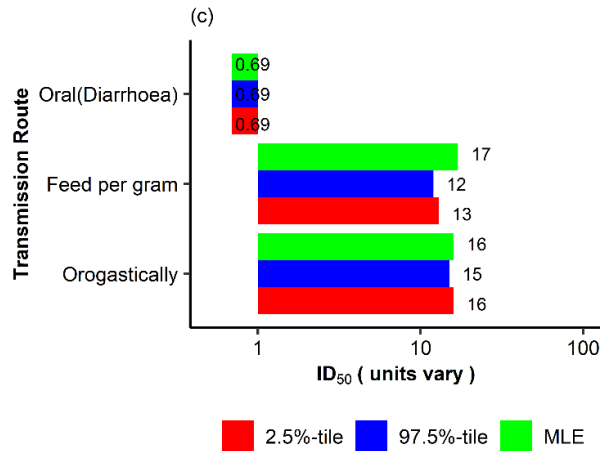 (c)
Transmission Route
Oral(Diarrhoea)
0.69
0.69
0.69
Feed per gram
17
12
13
Orogastically
16
15
16
1 10 100
ID₅₀ ( units vary )
2.5%-tile 97.5%-tile MLE